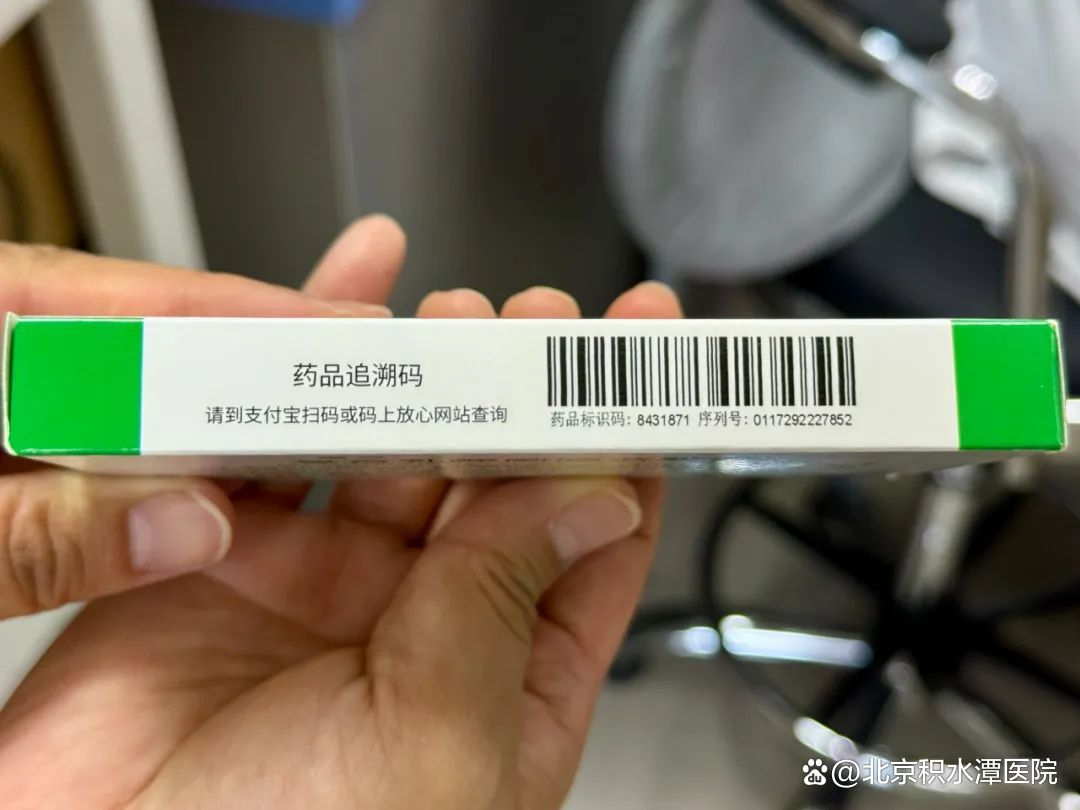 药品追溯码
请到支付宝扫码或码上放心网站查询
药品标识码：8431871 序列号：0117292227852
@北京积水潭医院